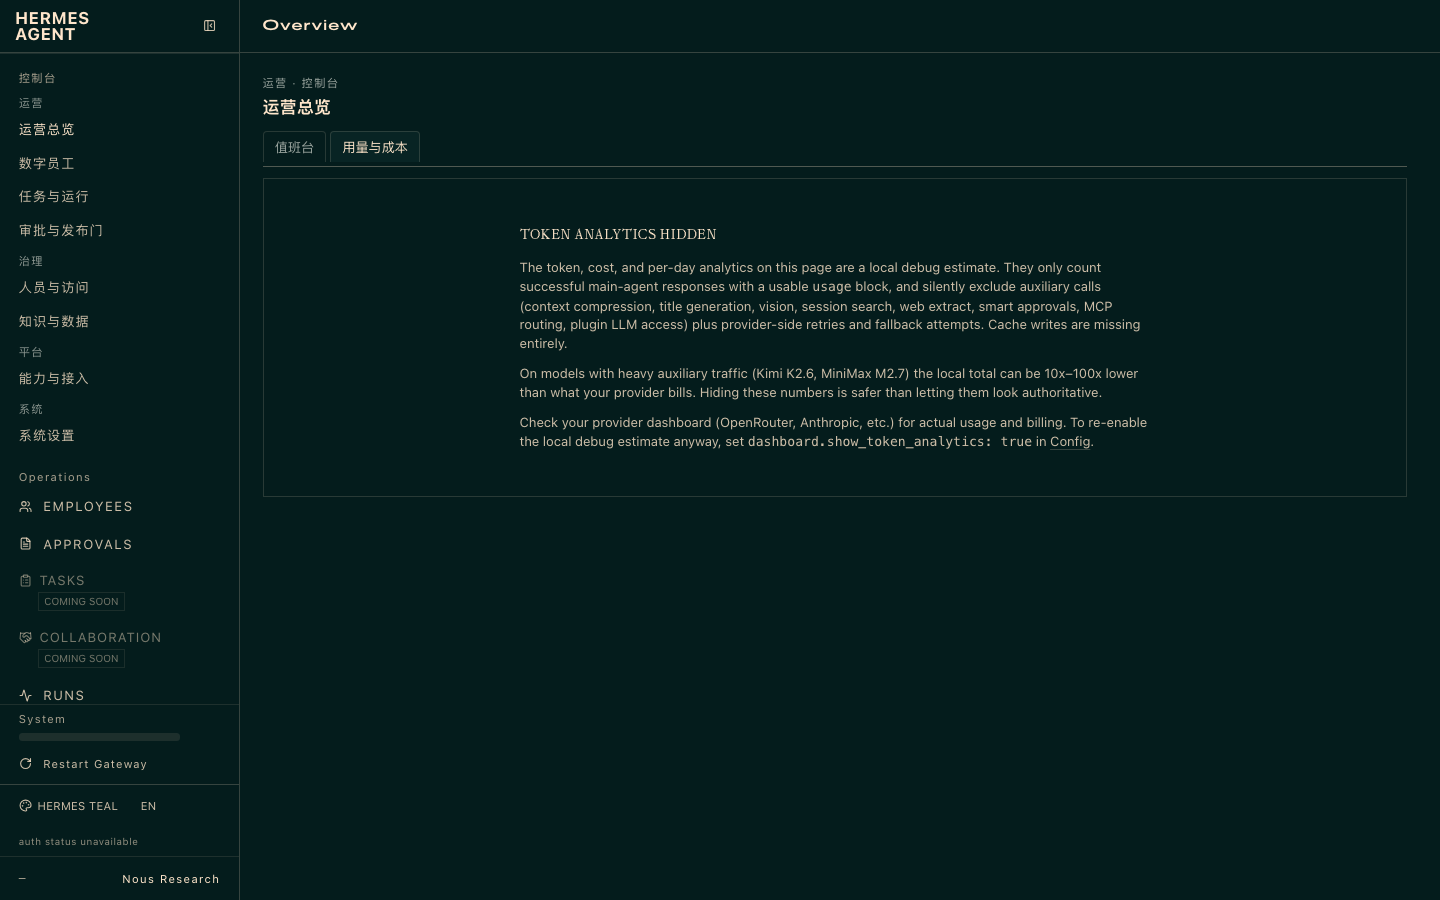 HERMES
AGENT
Overview
控制台
运营
运营总览
数字员工
任务与运行
审批与发布门
治理
人员与访问
知识与数据
平台
能力与接入
系统
系统设置
Operations
EMPLOYEES
APPROVALS
TASKS
COMING SOON
COLLABORATION
COMING SOON
RUNS
System
Restart Gateway
HERMES TEAL EN
auth status unavailable
— Nous Research
运营 · 控制台
运营总览
值班台 用量与成本
TOKEN ANALYTICS HIDDEN
The token, cost, and per-day analytics on this page are a local debug estimate. They only count
successful main-agent responses with a usable usage block, and silently exclude auxiliary calls
(context compression, title generation, vision, session search, web extract, smart approvals, MCP
routing, plugin LLM access) plus provider-side retries and fallback attempts. Cache writes are missing
entirely.
On models with heavy auxiliary traffic (Kimi K2.6, MiniMax M2.7) the local total can be 10x–100x lower
than what your provider bills. Hiding these numbers is safer than letting them look authoritative.
Check your provider dashboard (OpenRouter, Anthropic, etc.) for actual usage and billing. To re-enable
the local debug estimate anyway, set dashboard.show_token_analytics: true in Config.